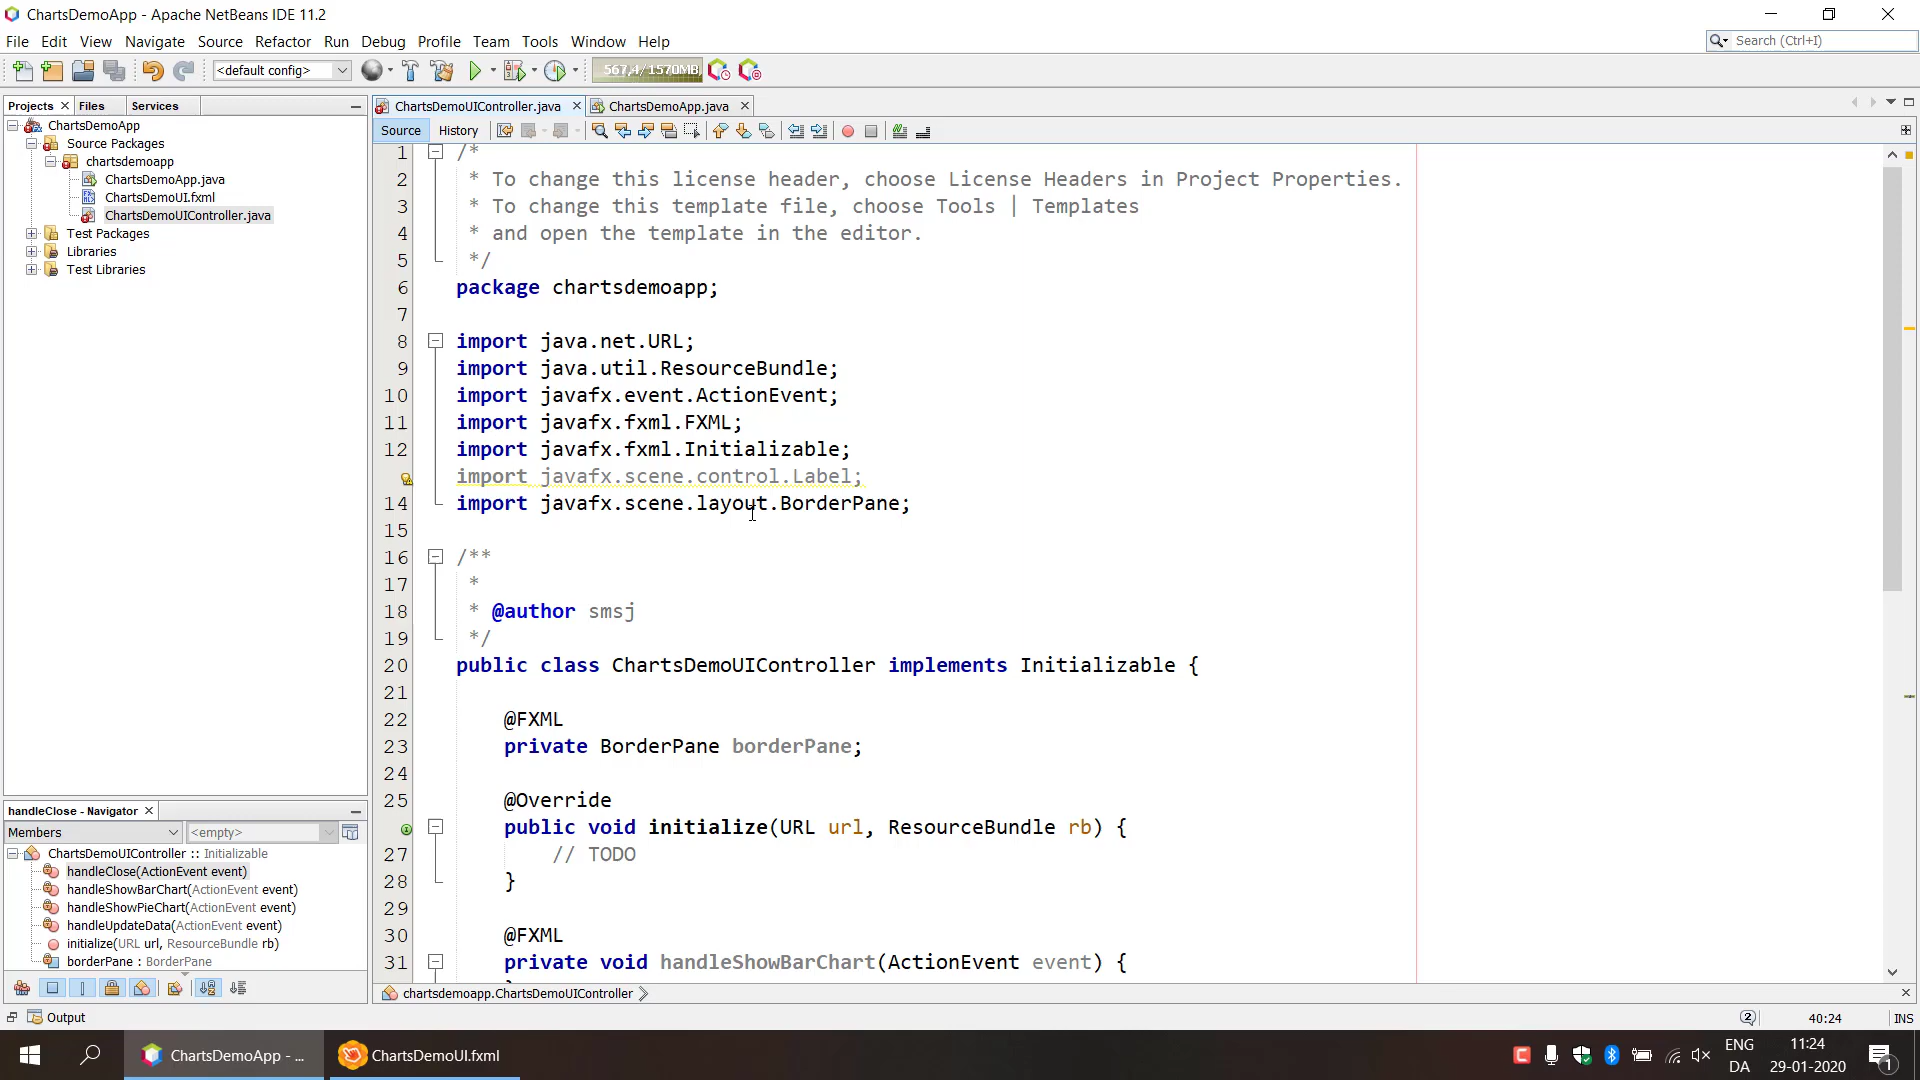 ChartsDemoApp - Apache NetBeans IDE 11.2
File Edit View Navigate Source Refactor Run Debug Profile Team Tools Window Help
Search (Ctrl+I)
<default config>
567,4/1570MB
Projects Files Services
ChartsDemoApp
Source Packages
chartsdemoapp
ChartsDemoApp.java
ChartsDemoUI.fxml
ChartsDemoUIController.java
Test Packages
Libraries
Test Libraries
ChartsDemoUIController.java ChartsDemoApp.java
Source History
1 /*
2 * To change this license header, choose License Headers in Project Properties.
3 * To change this template file, choose Tools | Templates
4 * and open the template in the editor.
5 */
6 package chartsdemoapp;
7
8 import java.net.URL;
9 import java.util.ResourceBundle;
10 import javafx.event.ActionEvent;
11 import javafx.fxml.FXML;
12 import javafx.fxml.Initializable;
import javafx.scene.control.Label;
14 import javafx.scene.layout.BorderPane;
15
16 /**
17 *
18 * @author smsj
19 */
20 public class ChartsDemoUIController implements Initializable {
21
22 @FXML
23 private BorderPane borderPane;
24
25 @Override
public void initialize(URL url, ResourceBundle rb) {
27 // TODO
28 }
29
30 @FXML
31 private void handleShowBarChart(ActionEvent event) {
handleClose - Navigator
Members <empty>
ChartsDemoUIController :: Initializable
handleClose(ActionEvent event)
handleShowBarChart(ActionEvent event)
handleShowPieChart(ActionEvent event)
handleUpdateData(ActionEvent event)
initialize(URL url, ResourceBundle rb)
borderPane : BorderPane
chartsdemoapp.ChartsDemoUIController
Output
2
40:24
INS
ChartsDemoApp - ...
ChartsDemoUI.fxml
ENG
DA
11:24
29-01-2020
1